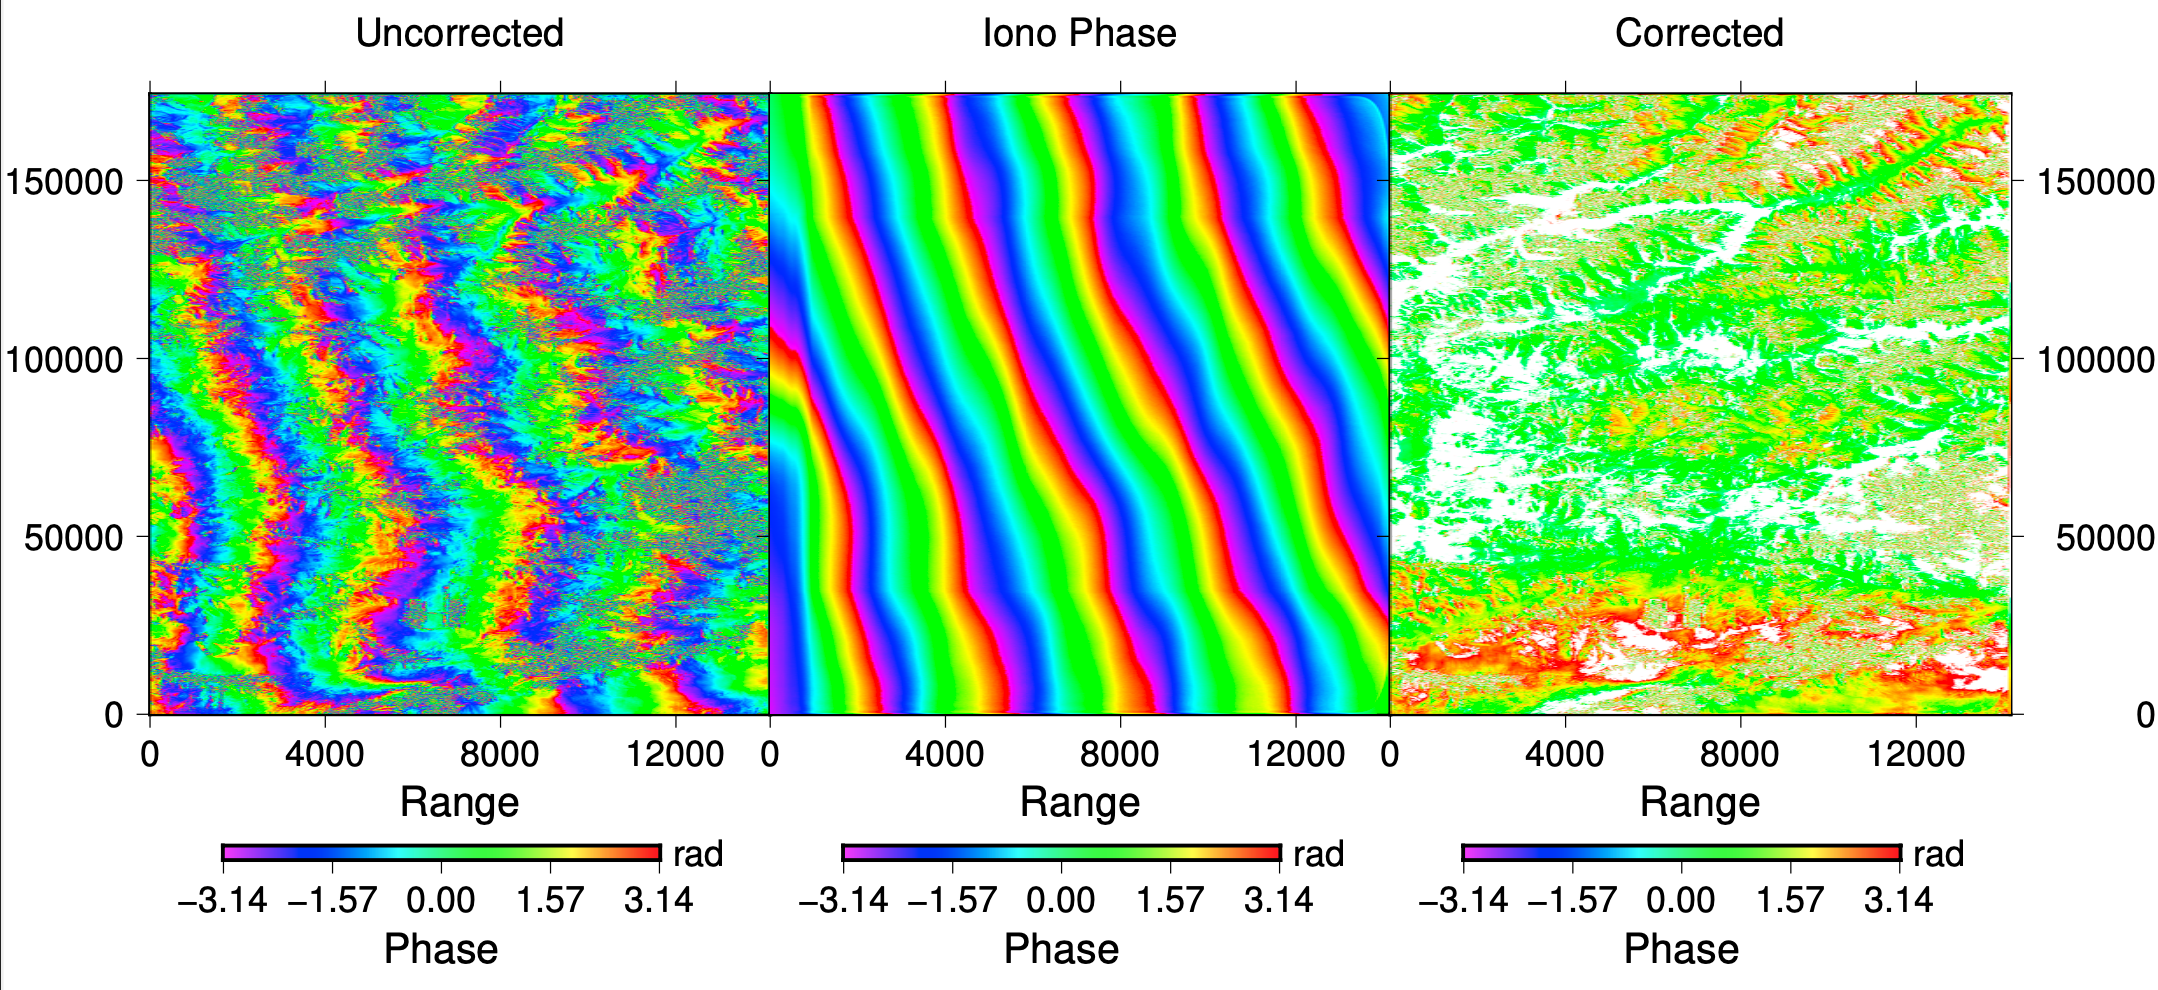 Uncorrected Iono Phase Corrected
150000 150000
100000 100000
50000 50000
0 0
0 4000 8000 12000 0 4000 8000 12000 0 4000 8000 12000
Range Range Range
rad rad rad
−3.14 −1.57 0.00 1.57 3.14 −3.14 −1.57 0.00 1.57 3.14 −3.14 −1.57 0.00 1.57 3.14
Phase Phase Phase